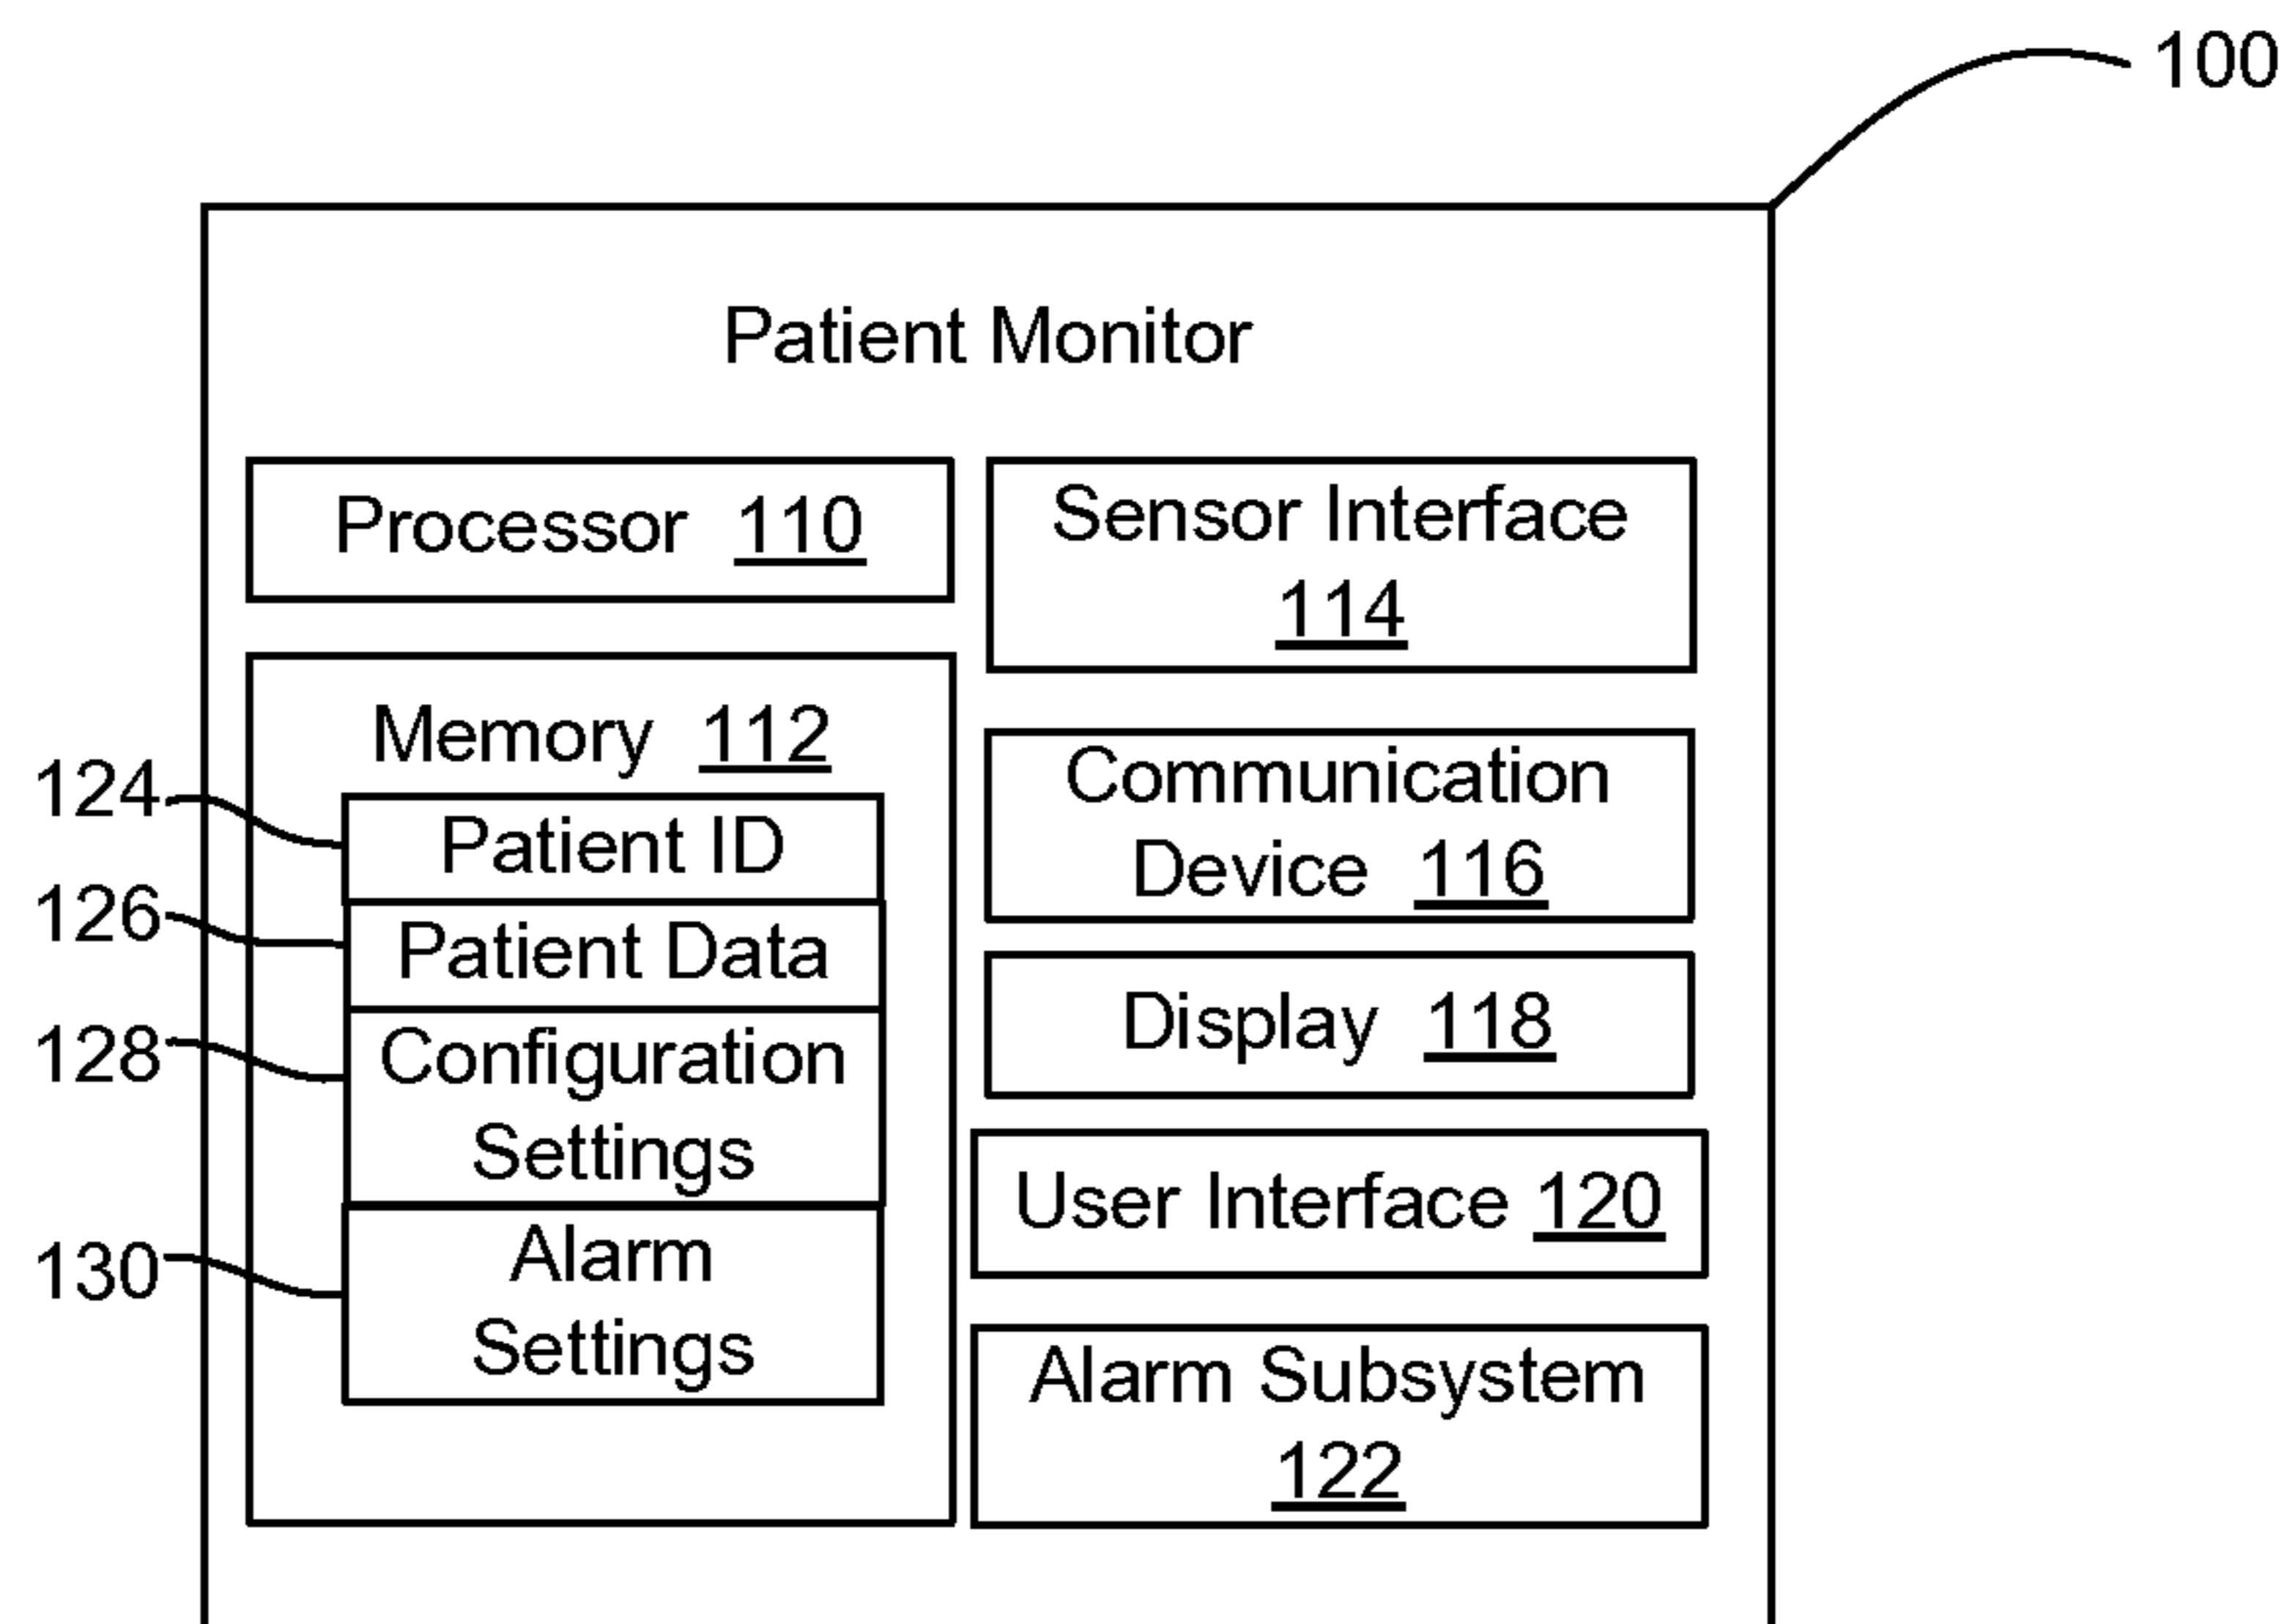 100
Patient Monitor
Processor 110
Memory 112
124
Patient ID
126
Patient Data
128
Configuration
Settings
130
Alarm
Settings
Sensor Interface
114
Communication
Device 116
Display 118
User Interface 120
Alarm Subsystem
122